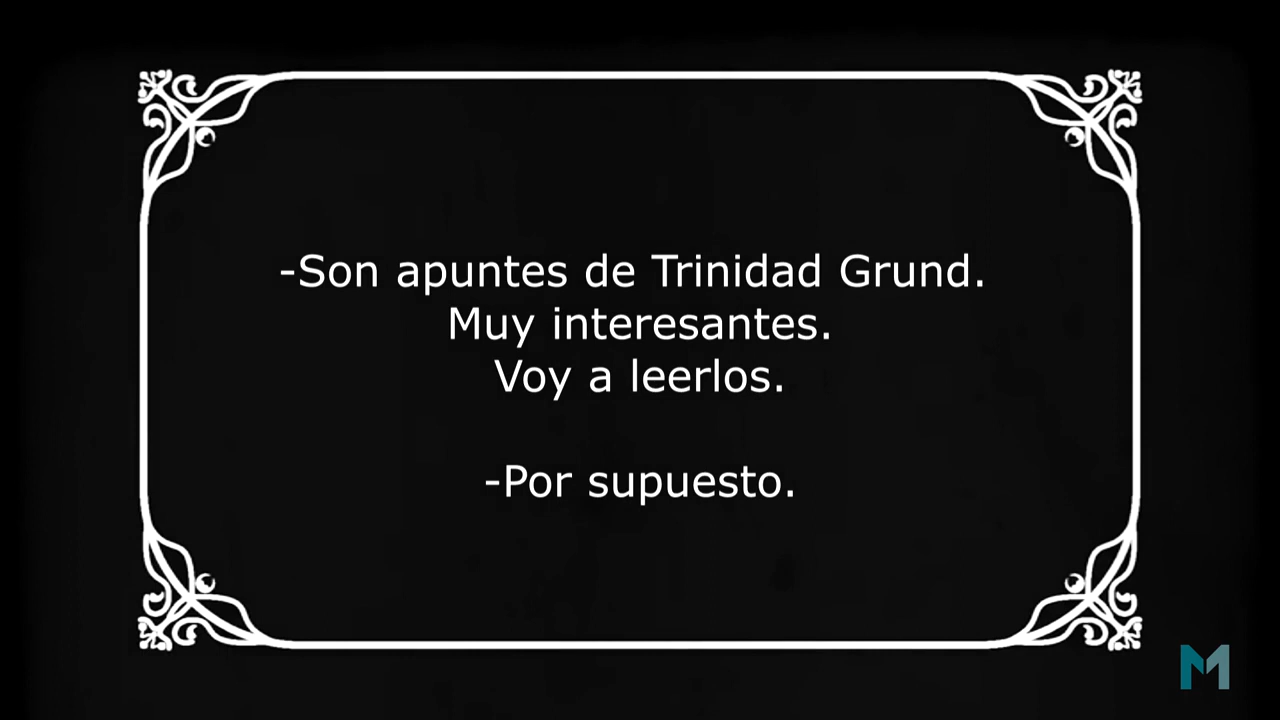 -Son apuntes de Trinidad Grund.
Muy interesantes.
Voy a leerlos.
-Por supuesto.
M